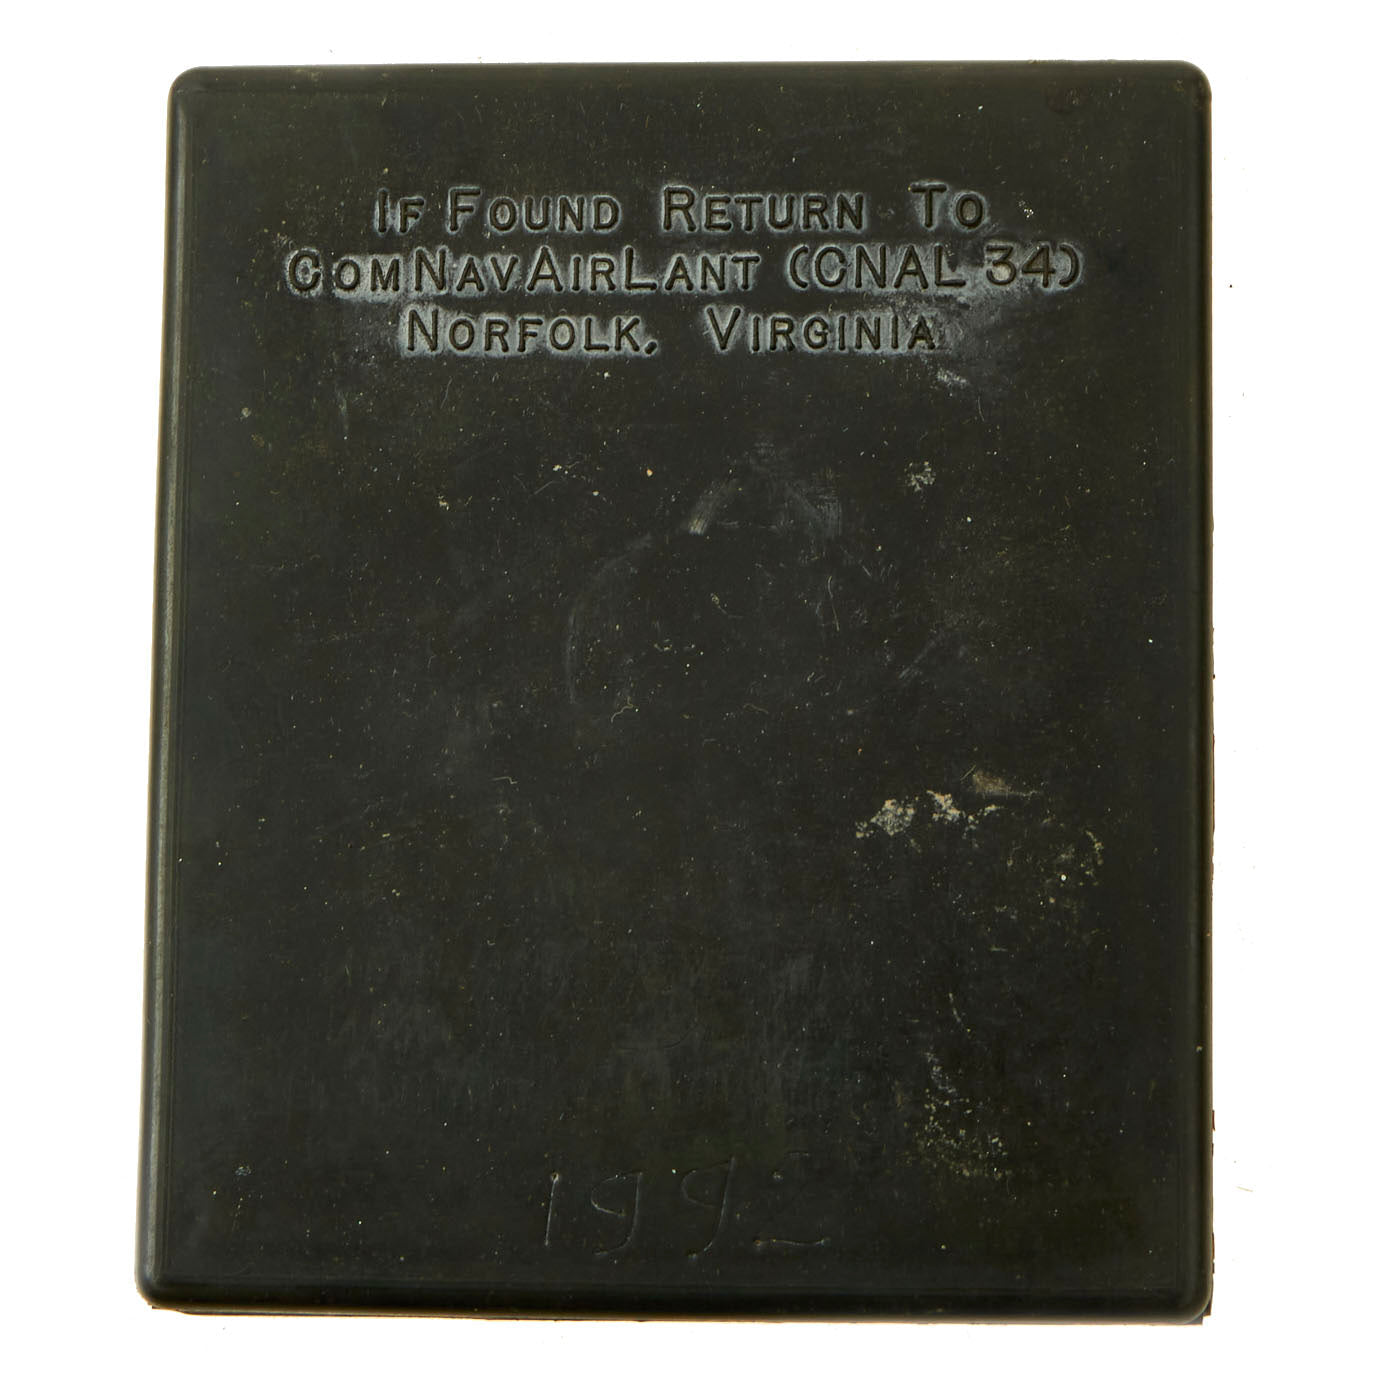 If Found Return To
ComNavAirLant (CNAL 34)
Norfolk, Virginia
1992